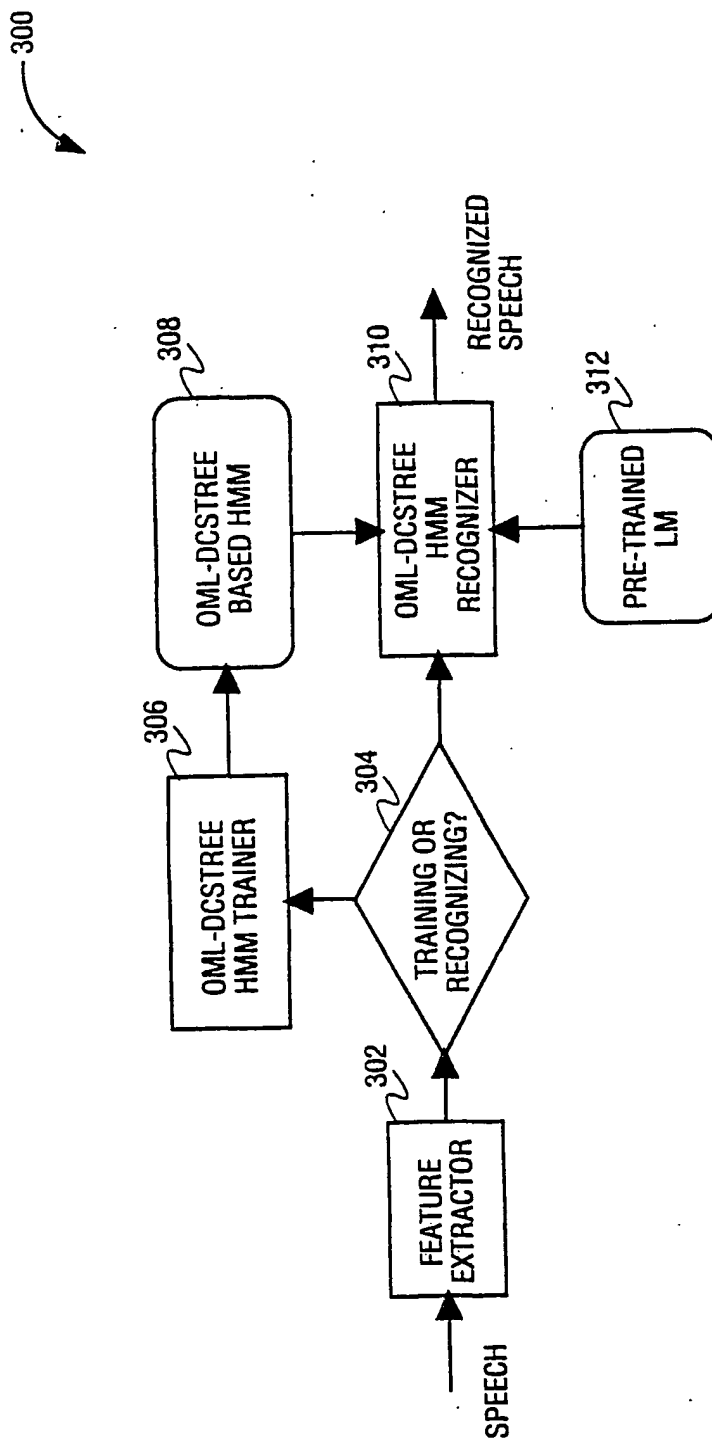 300
SPEECH
302
FEATURE
EXTRACTOR
304
TRAINING OR
RECOGNIZING?
306
OML-DCSTREE
HMM TRAINER
308
OML-DCSTREE
BASED HMM
310
OML-DCSTREE
HMM
RECOGNIZER
RECOGNIZED
SPEECH
312
PRE-TRAINED
LM